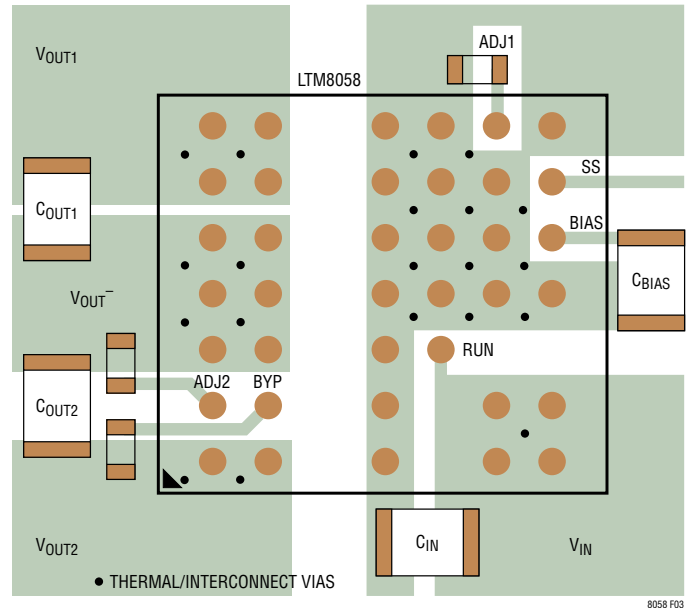 ADJ1
VOUT1
LTM8058
SS
COUT1
BIAS
CBIAS
VOUT–
RUN
ADJ2 BYP
COUT2
CIN
VIN
VOUT2
• THERMAL/INTERCONNECT VIAS
8058 F03